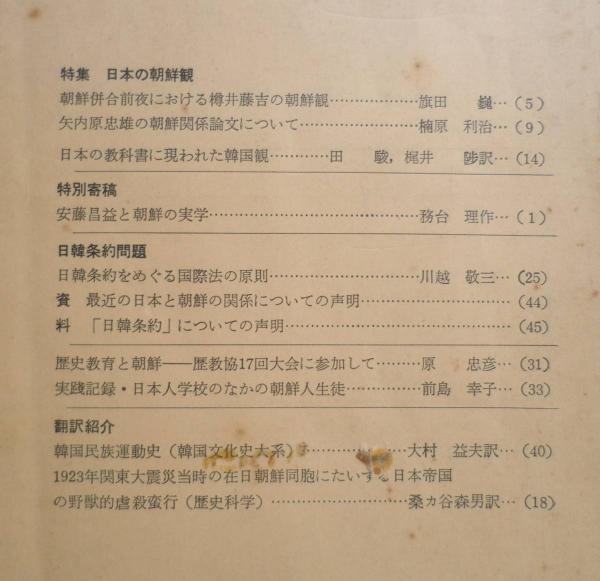 特集 日本の朝鮮観
朝鮮併合前夜における樽井藤吉の朝鮮観………………旗田 巍…(5)
矢内原忠雄の朝鮮関係論文について…………………楠原 利治…(9)
日本の教科書に現われた韓国観…………田 駿, 梶井 陟訳…(14)
特別寄稿
安藤昌益と朝鮮の実学……………………………………務台 理作…(1)
日韓条約問題
日韓条約をめぐる国際法の原則…………………………川越 敬三…(25)
資 最近の日本と朝鮮の関係についての声明…………………………(44)
料 「日韓条約」についての声明………………………………………(45)
歴史教育と朝鮮――歴教協17回大会に参加して………原 忠彦…(31)
実践記録・日本人学校のなかの朝鮮人生徒……………前島 幸子…(33)
翻訳紹介
韓国民族運動史(韓国文化史大系)……………………大村 益夫訳…(40)
1923年関東大震災当時の在日朝鮮同胞にたいする日本帝国
の野獣的虐殺蛮行(歴史科学)…………………………桑ヵ谷森男訳…(18)